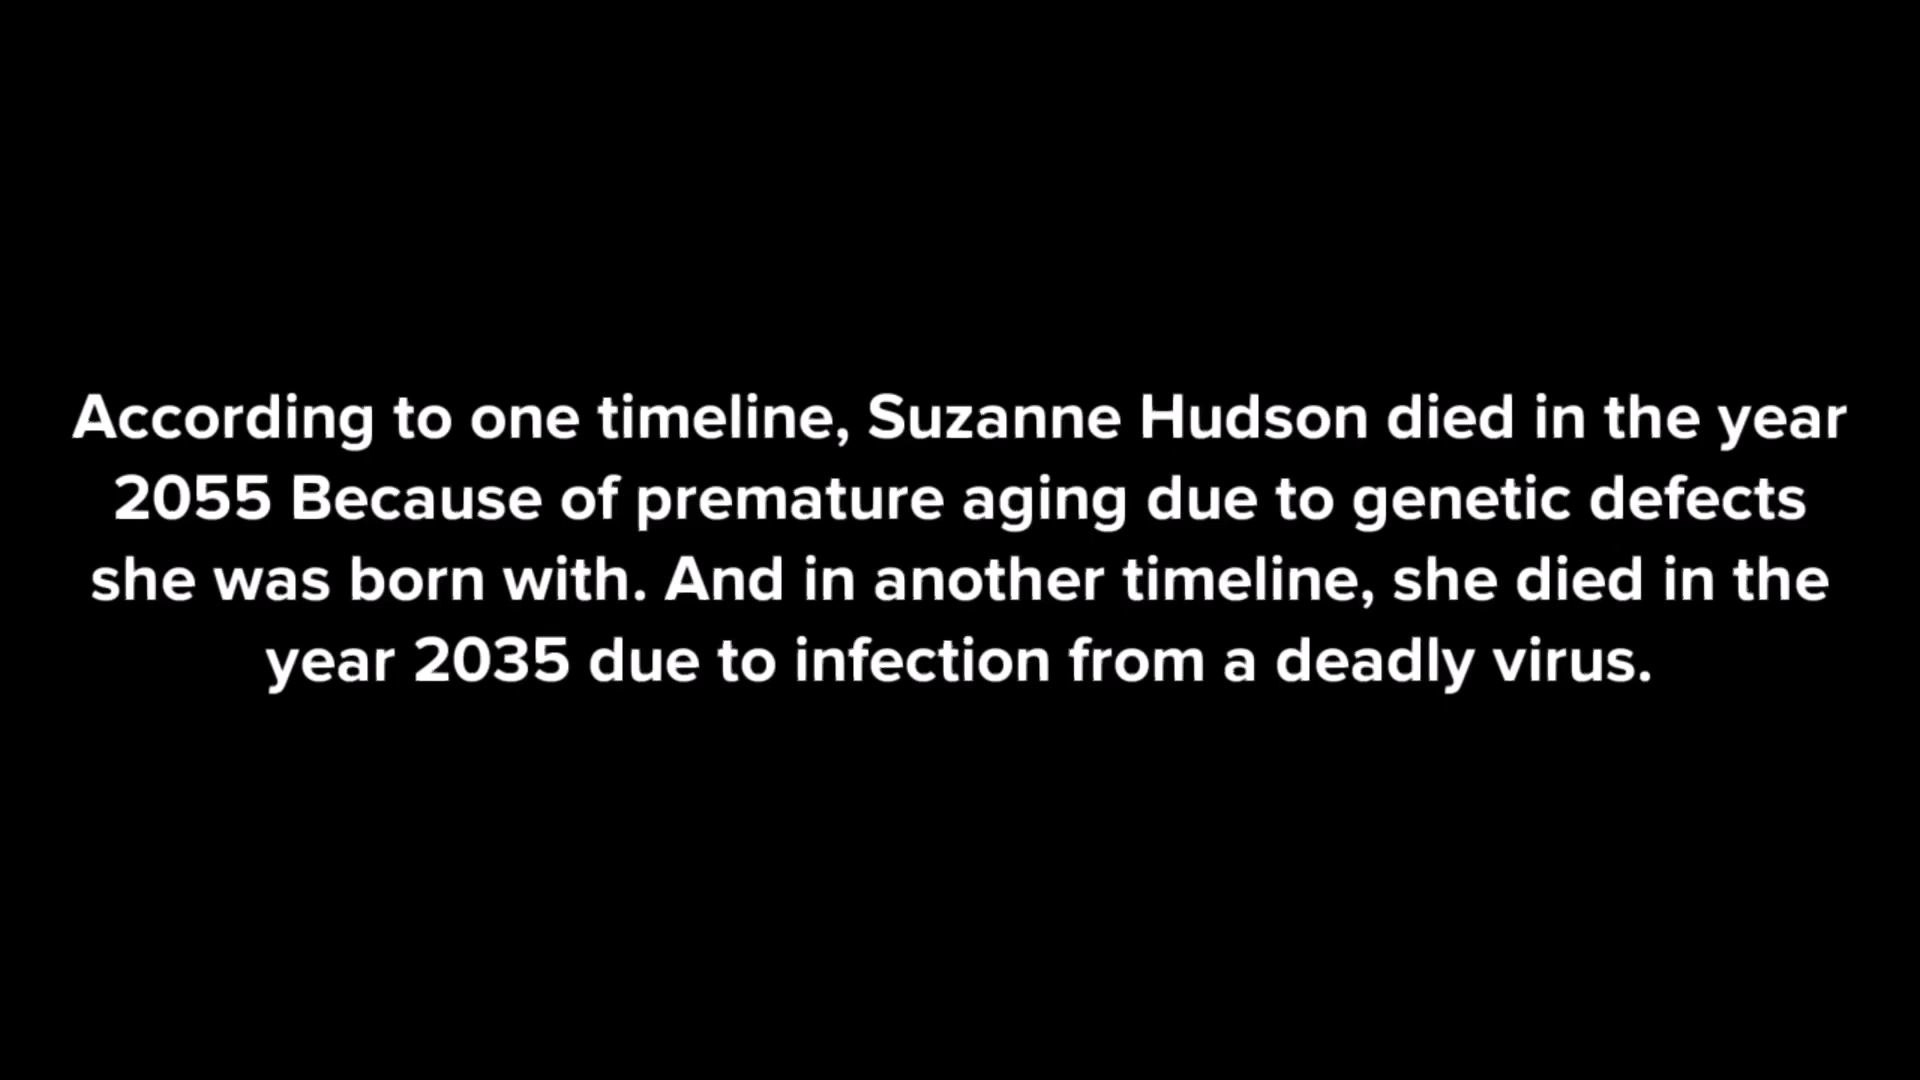 According to one timeline, Suzanne Hudson died in the year
2055 Because of premature aging due to genetic defects
she was born with. And in another timeline, she died in the
year 2035 due to infection from a deadly virus.